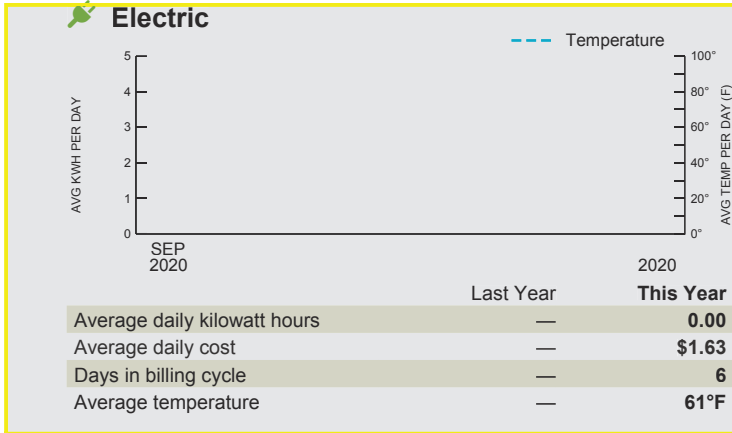 Electric
Temperature
5
4
3
2
1
0
AVG KWH PER DAY
100°
80°
60°
40°
20°
0°
AVG TEMP PER DAY (F)
SEP
2020
2020
Last Year This Year
Average daily kilowatt hours — 0.00
Average daily cost — $1.63
Days in billing cycle — 6
Average temperature — 61°F